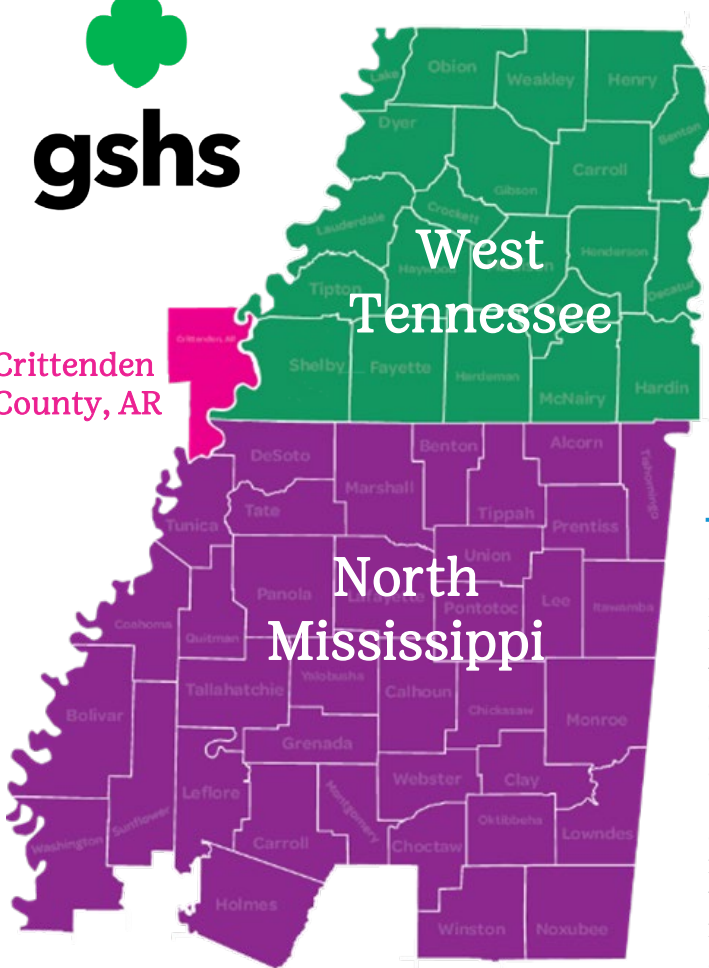 gshs
Lake
Obion
Weakley
Henry
Dyer
Gibson
Carroll
Benton
Lauderdale
Crockett
West
Haywood
Henderson
Tipton
Tennessee
Decatur
Crittenden, AR
Crittenden
County, AR
Shelby
Fayette
Hardeman
McNairy
Hardin
DeSoto
Benton
Alcorn
Tishomingo
Marshall
Tate
Tippah
Tunica
Prentiss
North
Union
Panola
Lafayette
Pontotoc
Lee
Itawamba
Coahoma
Quitman
Mississippi
Tallahatchie
Yalobusha
Calhoun
Chickasaw
Bolivar
Monroe
Grenada
Webster
Clay
Leflore
Montgomery
Sunflower
Oktibbeha
Washington
Carroll
Choctaw
Lowndes
Holmes
Winston
Noxubee